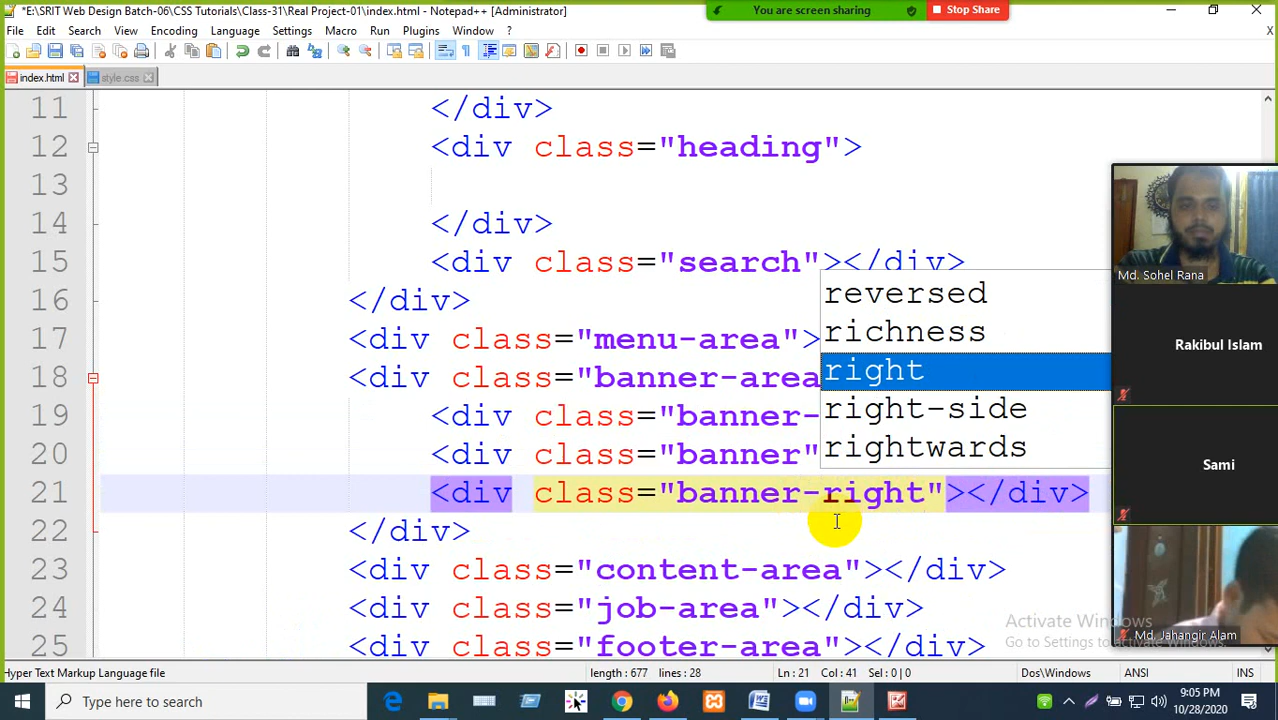 *E:\SRIT Web Design Batch-06\CSS Tutorials\Class-31\Real Project-01\index.html - Notepad++ [Administrator]
You are screen sharing
Stop Share
File Edit Search View Encoding Language Settings Macro Run Plugins Window ?
X
index.html
style.css
11 </div>
12 <div class="heading">
13
14 </div>
15 <div class="search"></div>
16 </div>
17 <div class="menu-area">
18 <div class="banner-area
19 <div class="banner-
20 <div class="banner"
21 <div class="banner-right"></div>
22 </div>
23 <div class="content-area"></div>
24 <div class="job-area"></div>
25 <div class="footer-area"></div>
reversed
richness
right
right-side
rightwards
Md. Sohel Rana
Rakibul Islam
Sami
Md. Jahangir Alam
Activate Windows
Go to Settings to activate Windows.
Hyper Text Markup Language file
length : 677 lines : 28
Ln : 21 Col : 41 Sel : 0 | 0
Dos\Windows
ANSI
INS
Type here to search
9:05 PM
10/28/2020